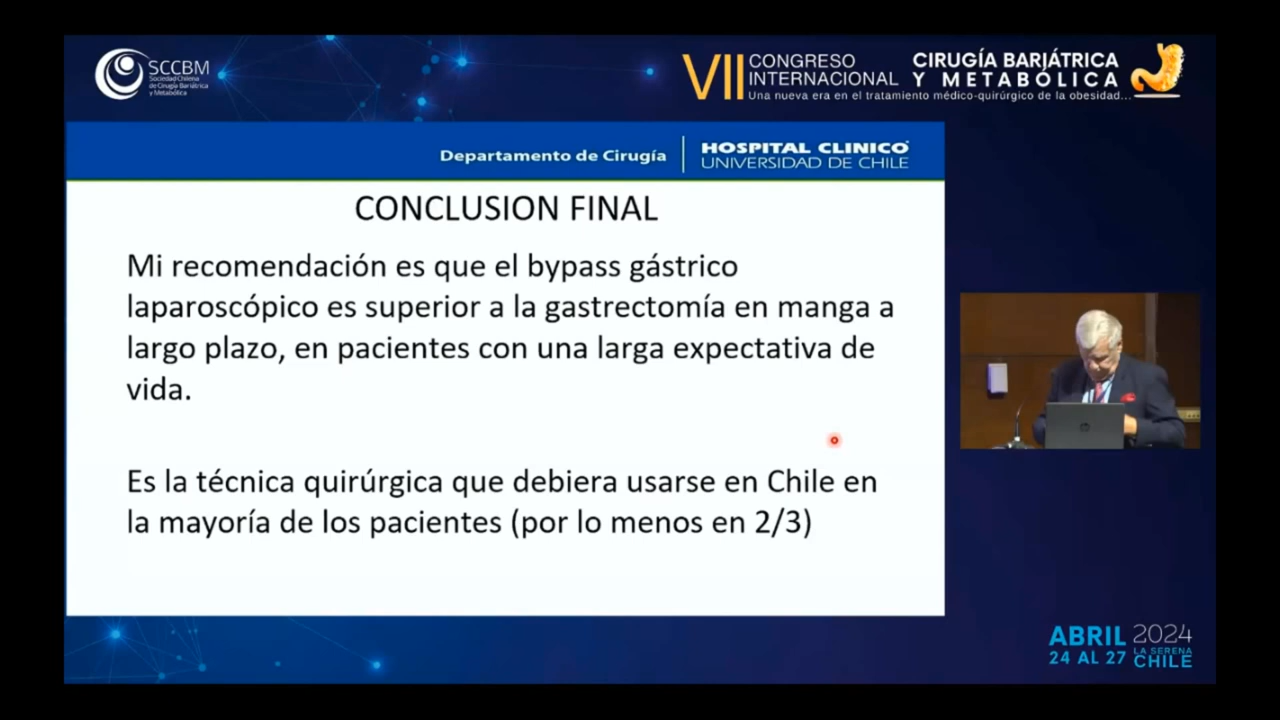 SCCBM
Sociedad Chilena
de Cirugía Bariátrica
y Metabólica
VII CONGRESO
INTERNACIONAL
CIRUGÍA BARIÁTRICA
Y METABÓLICA
Una nueva era en el tratamiento médico-quirúrgico de la obesidad...
Departamento de Cirugía
HOSPITAL CLINICO
UNIVERSIDAD DE CHILE
CONCLUSION FINAL
Mi recomendación es que el bypass gástrico
laparoscópico es superior a la gastrectomía en manga a
largo plazo, en pacientes con una larga expectativa de
vida.
Es la técnica quirúrgica que debiera usarse en Chile en
la mayoría de los pacientes (por lo menos en 2/3)
hp
ABRIL 2024
24 AL 27
LA SERENA
CHILE